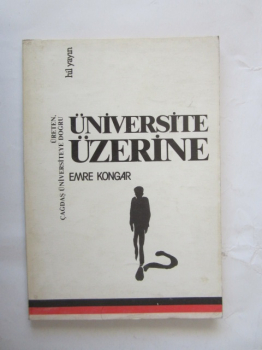 hil yayın
ÜRETEN,
ÇAĞDAŞ ÜNİVERSİTEYE DOĞRU
ÜNİVERSİTE
ÜZERİNE
EMRE KONGAR